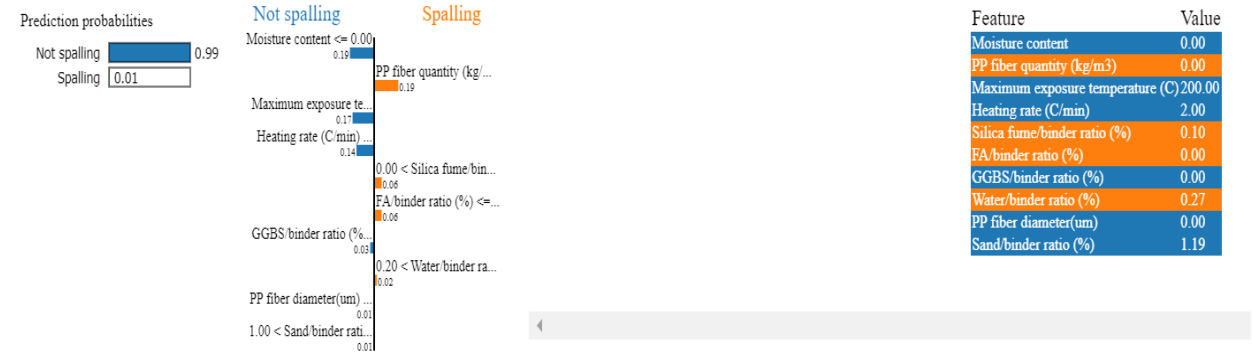 Prediction probabilities
Not spalling 0.99
Spalling 0.01
Not spalling Spalling
Moisture content <= 0.00
0.19
PP fiber quantity (kg/...
0.19
Maximum exposure te...
0.17
Heating rate (C/min) ...
0.14
0.00 < Silica fume/bin...
0.06
FA/binder ratio (%) <=...
0.06
GGBS/binder ratio (%...
0.03
0.20 < Water/binder ra...
0.02
PP fiber diameter(um) ...
0.01
1.00 < Sand/binder rati...
0.01
Feature Value
Moisture content 0.00
PP fiber quantity (kg/m3) 0.00
Maximum exposure temperature (C) 200.00
Heating rate (C/min) 2.00
Silica fume/binder ratio (%) 0.10
FA/binder ratio (%) 0.00
GGBS/binder ratio (%) 0.00
Water/binder ratio (%) 0.27
PP fiber diameter(um) 0.00
Sand/binder ratio (%) 1.19